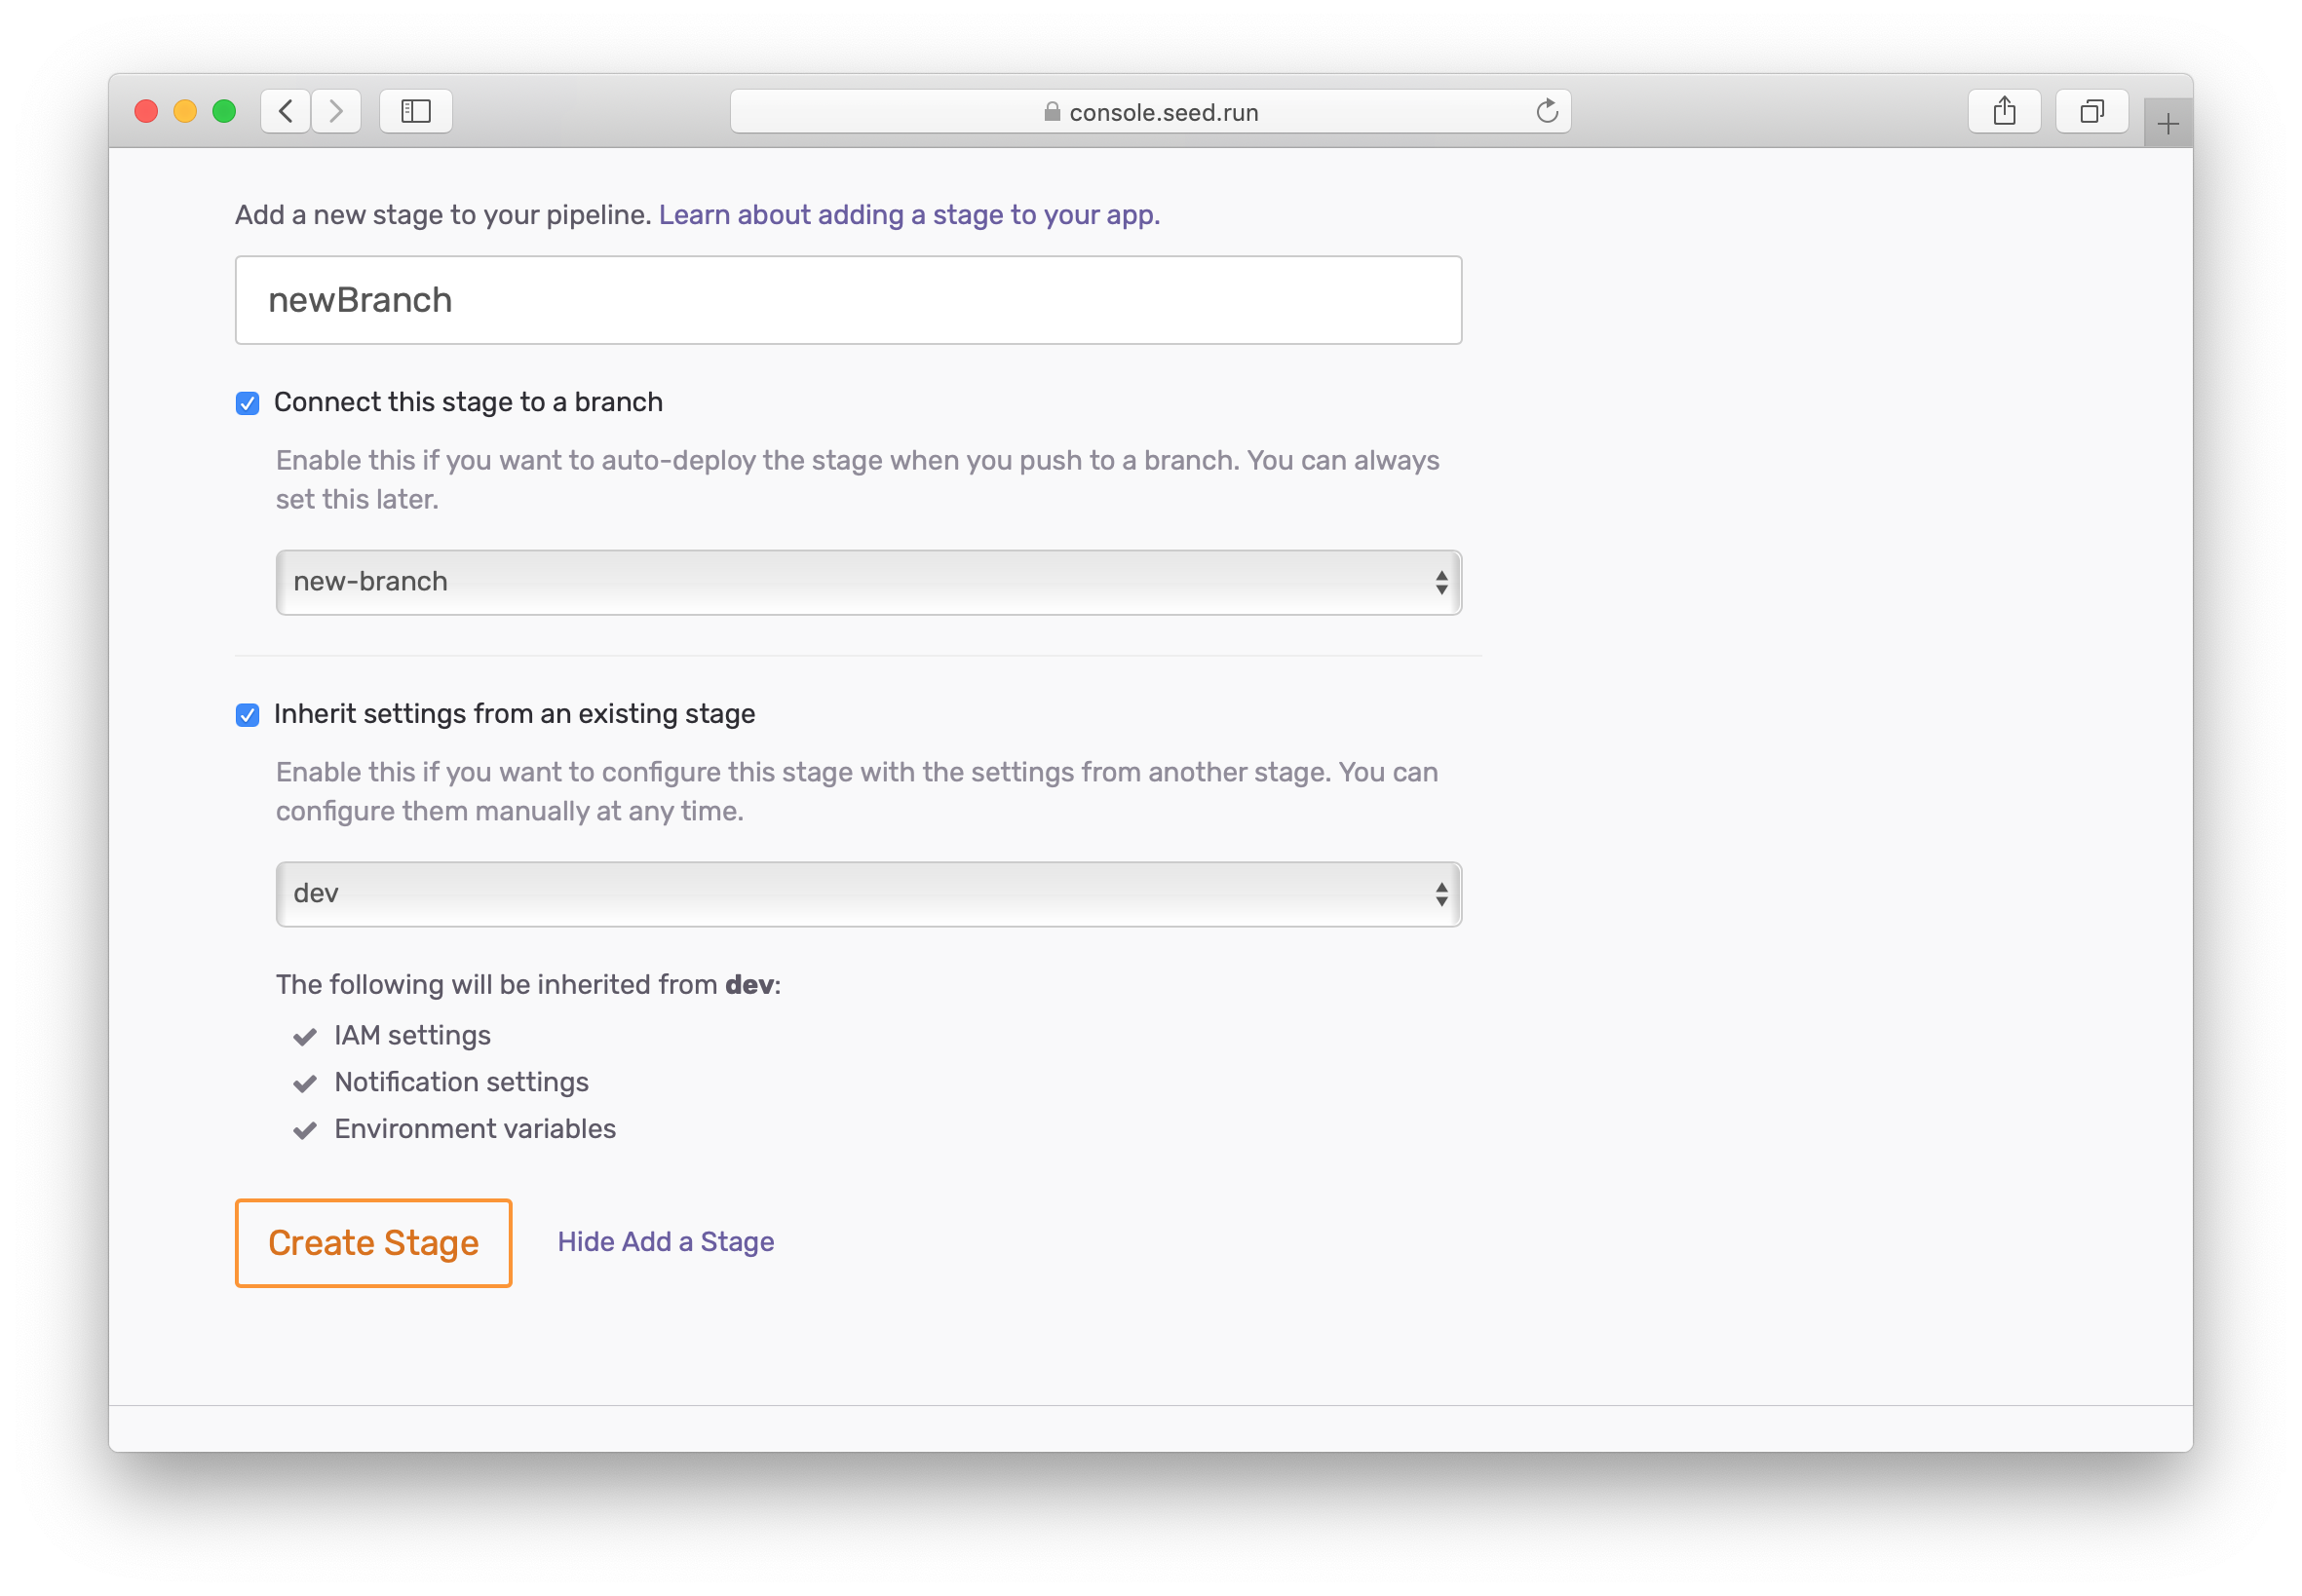 console.seed.run
Add a new stage to your pipeline. Learn about adding a stage to your app.
newBranch
Connect this stage to a branch
Enable this if you want to auto-deploy the stage when you push to a branch. You can always
set this later.
new-branch
Inherit settings from an existing stage
Enable this if you want to configure this stage with the settings from another stage. You can
configure them manually at any time.
dev
The following will be inherited from dev:
IAM settings
Notification settings
Environment variables
Create Stage
Hide Add a Stage